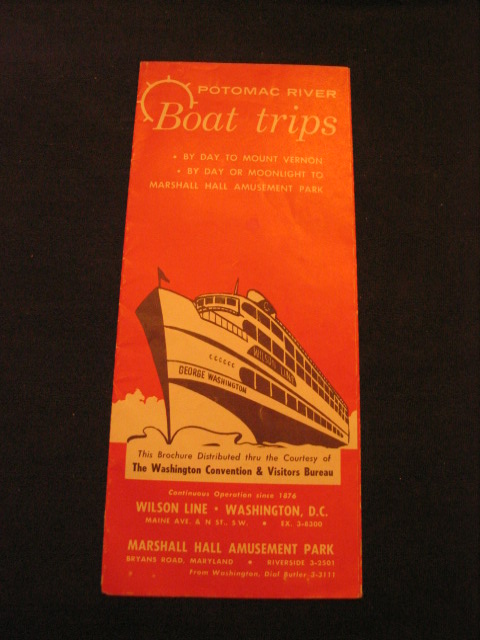 POTOMAC RIVER
Boat trips
• BY DAY TO MOUNT VERNON
• BY DAY OR MOONLIGHT TO
MARSHALL HALL AMUSEMENT PARK
WILSON LINE
GEORGE WASHINGTON
This Brochure Distributed thru the Courtesy of
The Washington Convention & Visitors Bureau
Continuous Operation since 1876
WILSON LINE • WASHINGTON, D.C.
MAINE AVE. & N ST., S.W. • EX. 3-8300
MARSHALL HALL AMUSEMENT PARK
BRYANS ROAD, MARYLAND • RIVERSIDE 3-2501
From Washington, Dial Butler 3-3111